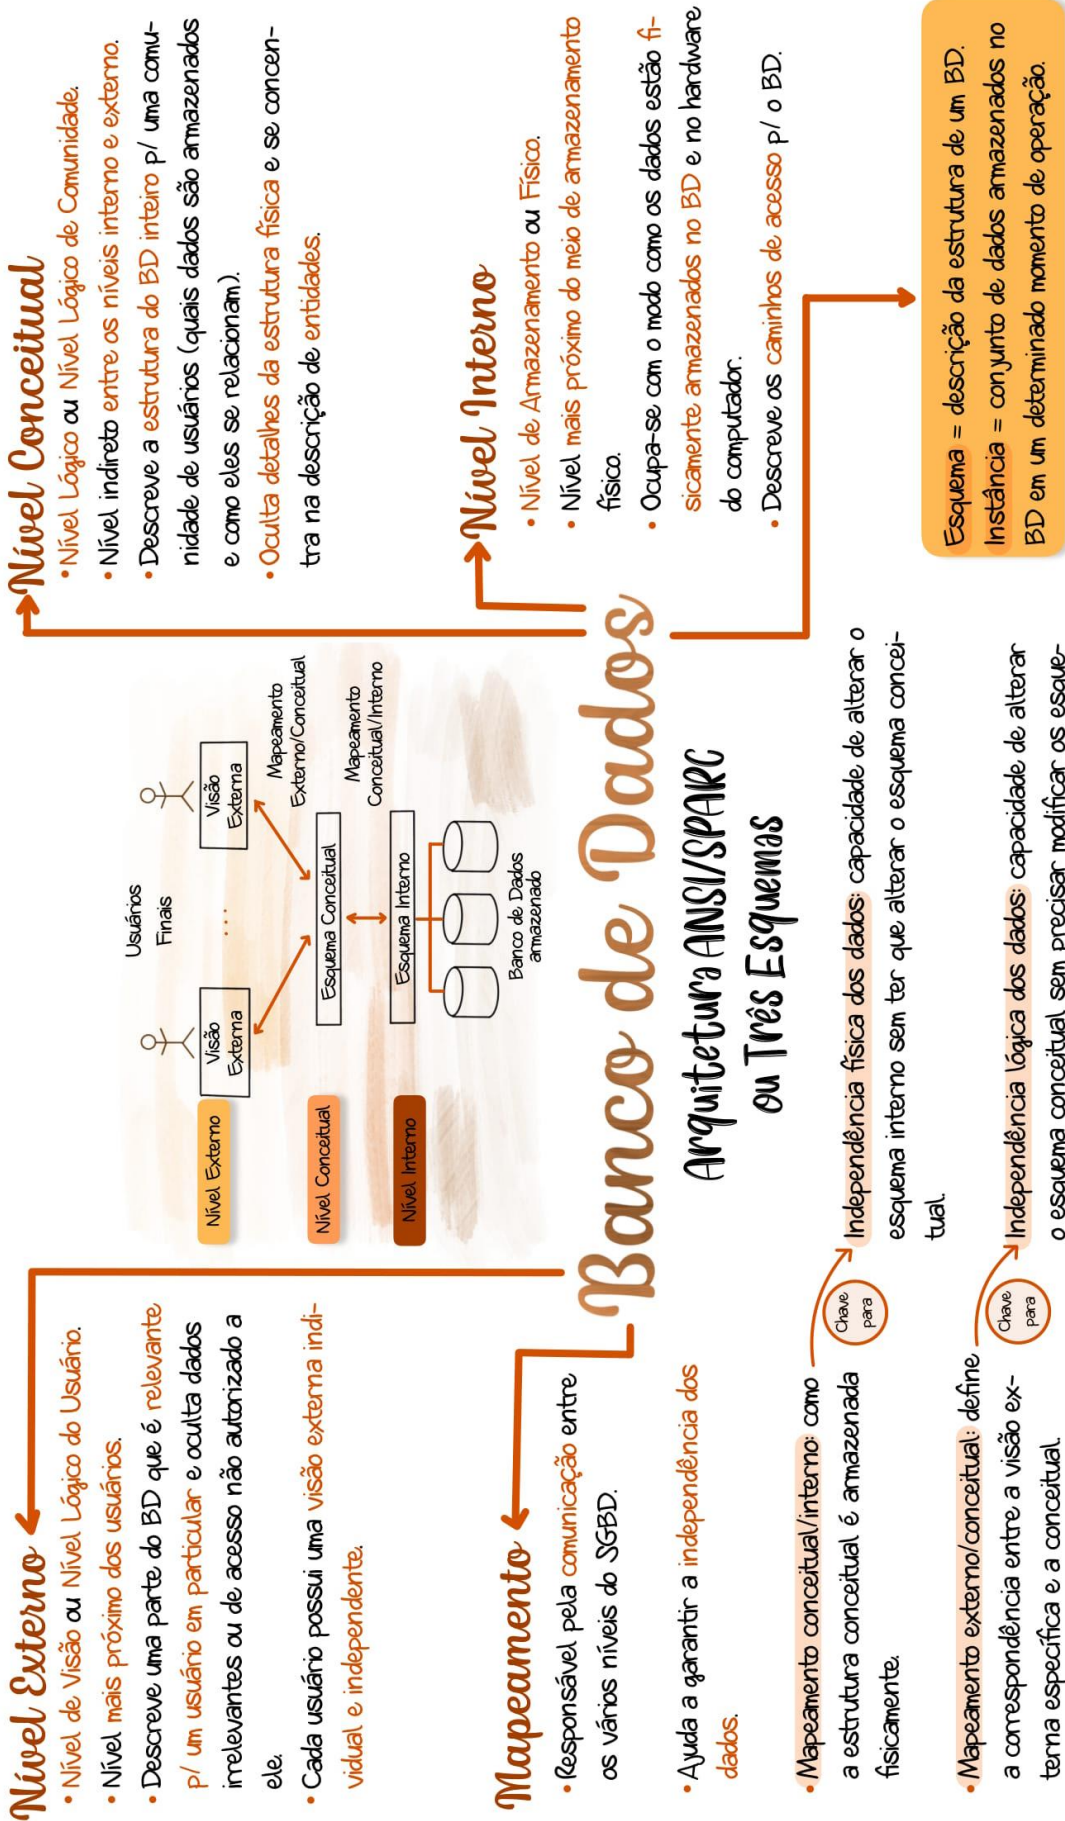 Nível Externo
• Nível de Visão ou Nível Lógico do Usuário.
• Nível mais próximo dos usuários.
• Descreve uma parte do BD que é relevante
p/ um usuário em particular e oculta dados
irrelevantes ou de acesso não autorizado a
ele.
• Cada usuário possui uma visão externa indi-
vidual e independente.
Usuários
Finais
Nível Externo
Visão
Externa
...
Visão
Externa
Mapeamento
Externo/Conceitual
Nível Conceitual
Esquema Conceitual
Mapeamento
Conceitual/Interno
Nível Interno
Esquema Interno
Banco de Dados
armazenado
Nível Conceitual
• Nível Lógico ou Nível Lógico de Comunidade.
• Nível indireto entre os níveis interno e externo.
• Descreve a estrutura do BD inteiro p/ uma comu-
nidade de usuários (quais dados são armazenados
e como eles se relacionam).
• Oculta detalhes da estrutura física e se concen-
tra na descrição de entidades.
Banco de Dados
Arquitetura ANSI/SPARC
ou Três Esquemas
Nível Interno
• Nível de Armazenamento ou Físico.
• Nível mais próximo do meio de armazenamento
físico.
• Ocupa-se com o modo como os dados estão fi-
sicamente armazenados no BD e no hardware
do computador.
• Descreve os caminhos de acesso p/ o BD.
Mapeamento
• Responsável pela comunicação entre
os vários níveis do SGBD.
• Ajuda a garantir a independência dos
dados.
• Mapeamento conceitual/interno: como
a estrutura conceitual é armazenada
fisicamente.
Chave
para
Independência física dos dados: capacidade de alterar o
esquema interno sem ter que alterar o esquema concei-
tual.
• Mapeamento externo/conceitual: define
a correspondência entre a visão ex-
terna específica e a conceitual.
Chave
para
Independência lógica dos dados: capacidade de alterar
o esquema conceitual sem precisar modificar os esque-
Esquema = descrição da estrutura de um BD.
Instância = conjunto de dados armazenados no
BD em um determinado momento de operação.